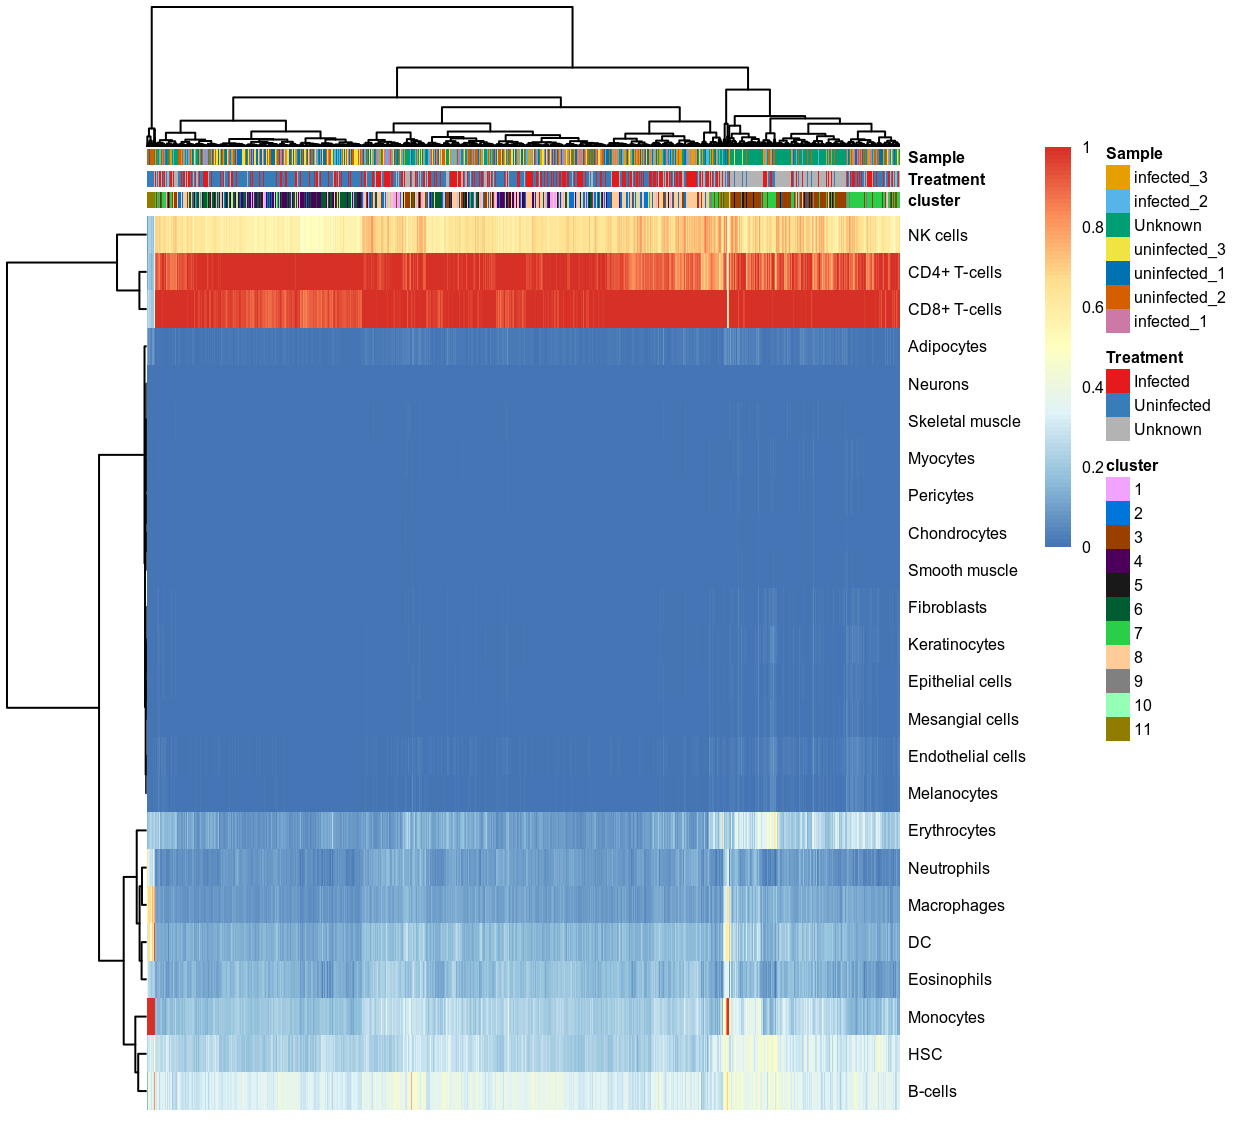 Sample
Treatment
cluster
NK cells
CD4+ T-cells
CD8+ T-cells
Adipocytes
Neurons
Skeletal muscle
Myocytes
Pericytes
Chondrocytes
Smooth muscle
Fibroblasts
Keratinocytes
Epithelial cells
Mesangial cells
Endothelial cells
Melanocytes
Erythrocytes
Neutrophils
Macrophages
DC
Eosinophils
Monocytes
HSC
B-cells
1
0.8
0.6
0.4
0.2
0
Sample
infected_3
infected_2
Unknown
uninfected_3
uninfected_1
uninfected_2
infected_1
Treatment
Infected
Uninfected
Unknown
cluster
1
2
3
4
5
6
7
8
9
10
11